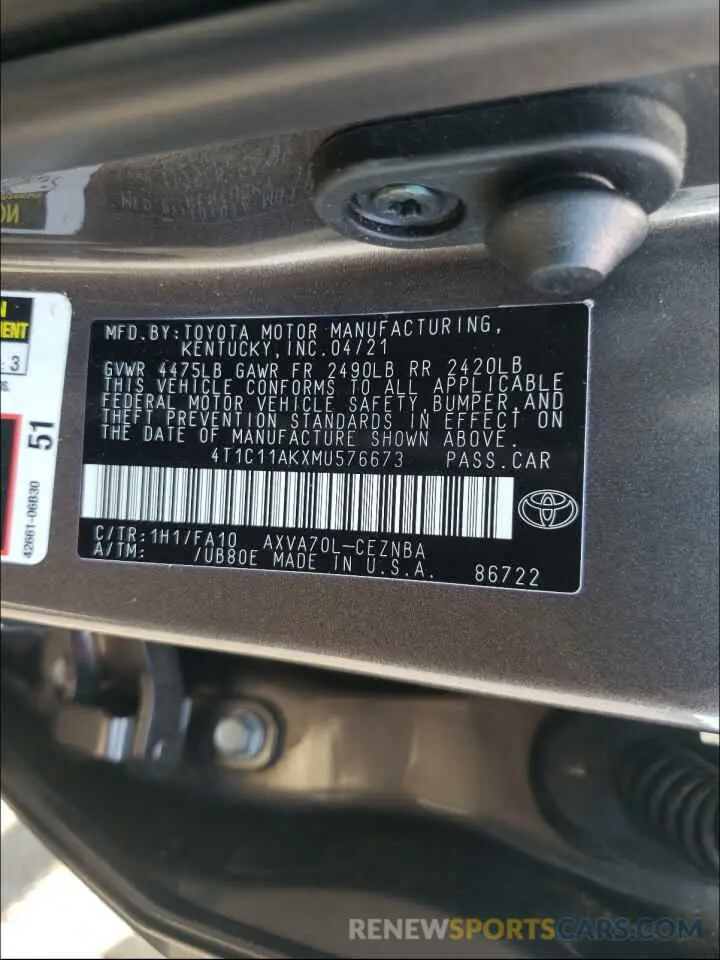 MFD.BY:TOYOTA MOTOR MANUFACTURING,
KENTUCKY,INC.04/21
GVWR 4475LB GAWR FR 2490LB RR 2420LB
THIS VEHICLE CONFORMS TO ALL APPLICABLE
FEDERAL MOTOR VEHICLE SAFETY,BUMPER,AND
THEFT PREVENTION STANDARDS IN EFFECT ON
THE DATE OF MANUFACTURE SHOWN ABOVE.
4T1C11AKXMU576673 PASS.CAR
C/TR:1H1/FA10 AXVA70L-CEZNBA
A/TM: /UB80E MADE IN U.S.A. 86722
: 3
51
42661-06B30
RENEWSPORTSCARS.COM